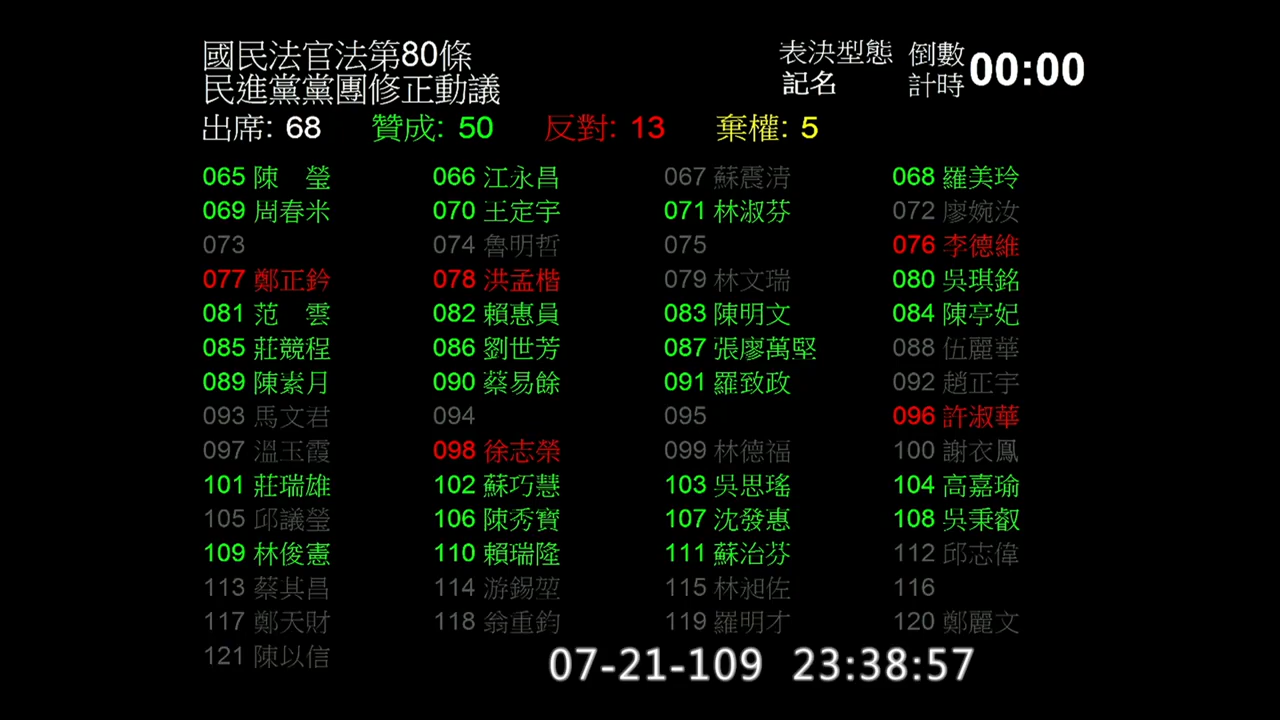 國民法官法第80條
民進黨黨團修正動議
表決型態
記名
倒數
計時
00:00
出席: 68 贊成: 50 反對: 13 棄權: 5
065 陳 瑩 066 江永昌 067 蘇震清 068 羅美玲
069 周春米 070 王定宇 071 林淑芬 072 廖婉汝
073 074 魯明哲 075 076 李德維
077 鄭正鈐 078 洪孟楷 079 林文瑞 080 吳琪銘
081 范 雲 082 賴惠員 083 陳明文 084 陳亭妃
085 莊競程 086 劉世芳 087 張廖萬堅 088 伍麗華
089 陳素月 090 蔡易餘 091 羅致政 092 趙正宇
093 馬文君 094 095 096 許淑華
097 溫玉霞 098 徐志榮 099 林德福 100 謝衣鳳
101 莊瑞雄 102 蘇巧慧 103 吳思瑤 104 高嘉瑜
105 邱議瑩 106 陳秀寳 107 沈發惠 108 吳秉叡
109 林俊憲 110 賴瑞隆 111 蘇治芬 112 邱志偉
113 蔡其昌 114 游錫堃 115 林昶佐 116
117 鄭天財 118 翁重鈞 119 羅明才 120 鄭麗文
121 陳以信
07-21-109 23:38:57